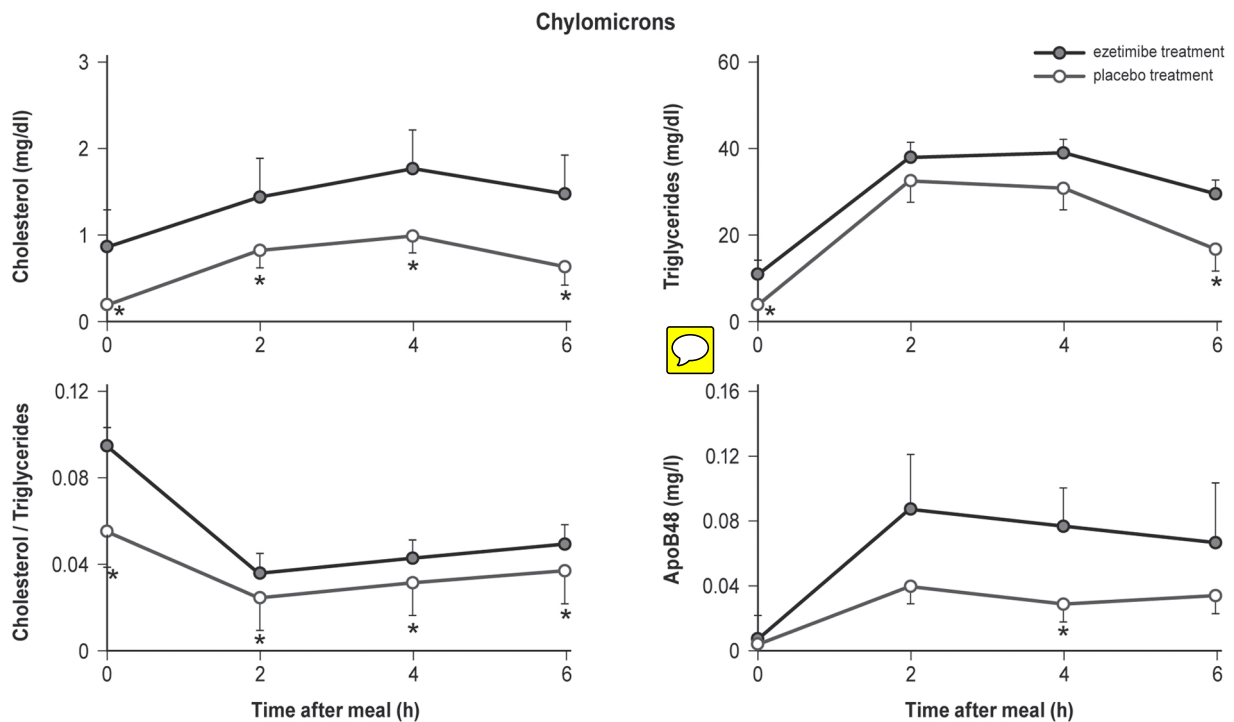 Chylomicrons
ezetimibe treatment
placebo treatment
Cholesterol (mg/dl)
3
2
1
0
*
*
*
*
0 2 4 6
Triglycerides (mg/dl)
60
40
20
0
*
*
0 2 4 6
Cholesterol / Triglycerides
0.12
0.08
0.04
0
*
*
*
*
0 2 4 6
Time after meal (h)
ApoB48 (mg/l)
0.16
0.12
0.08
0.04
0
*
0 2 4 6
Time after meal (h)